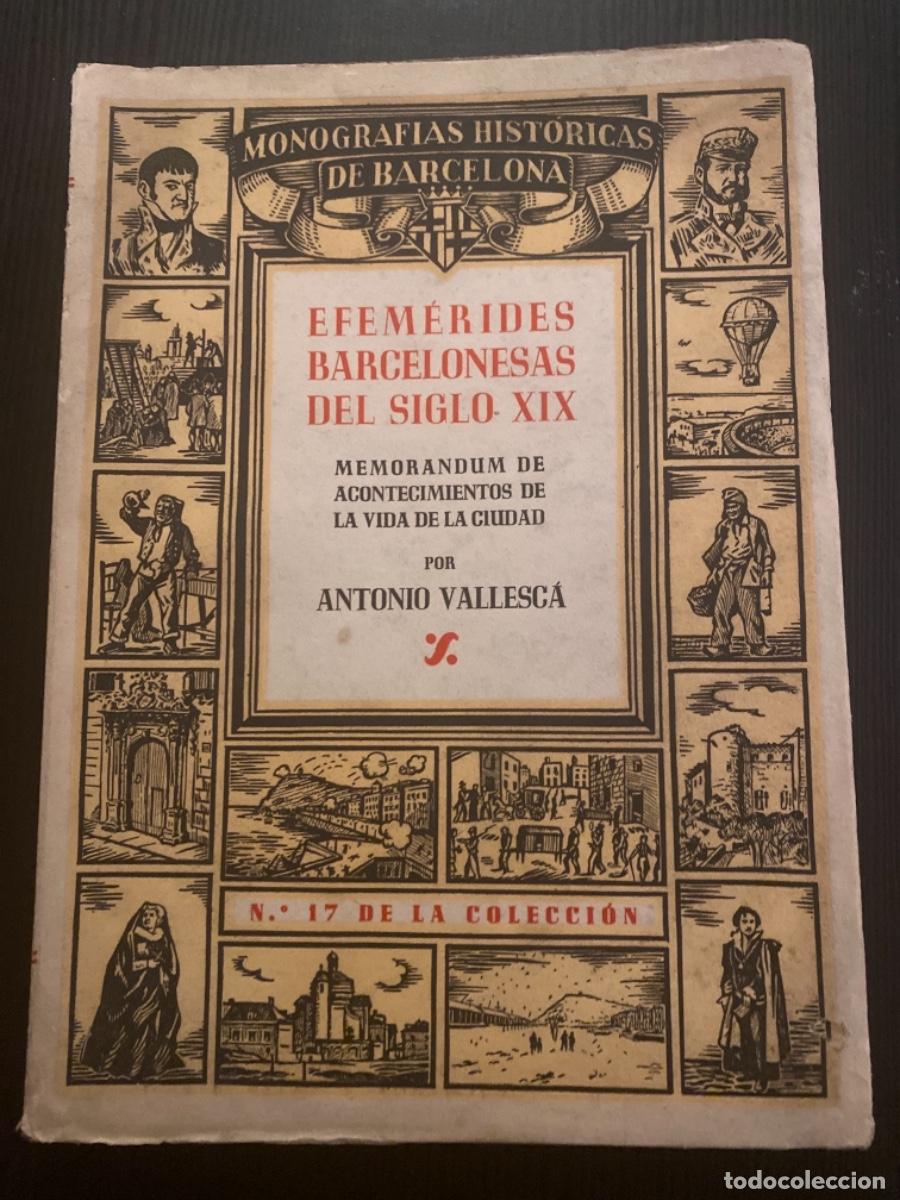 MONOGRAFIAS HISTÓRICAS
DE BARCELONA
EFEMÉRIDES
BARCELONESAS
DEL SIGLO XIX
MEMORANDUM DE
ACONTECIMIENTOS DE
LA VIDA DE LA CIUDAD
POR
ANTONIO VALLESCÁ
N.º 17 DE LA COLECCIÓN
todocoleccion